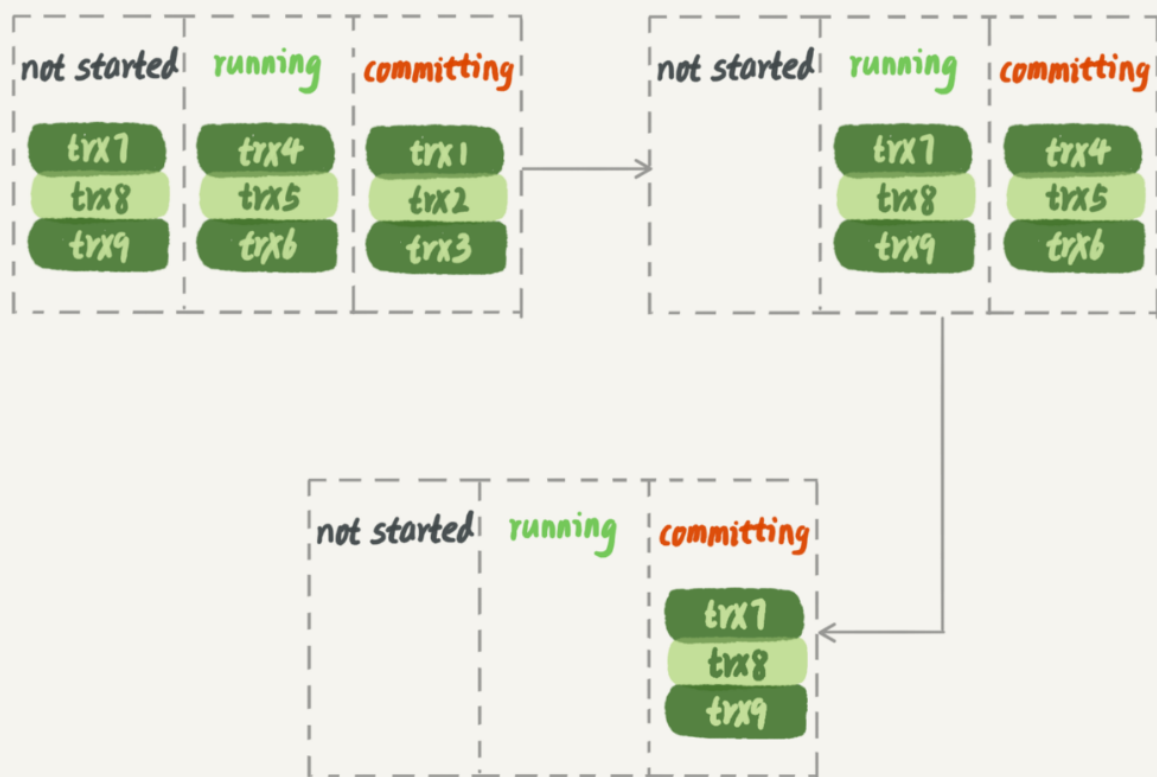 not started running committing
trx7 trx4 trx1
trx8 trx5 trx2
trx9 trx6 trx3
not started running committing
trx7 trx4
trx8 trx5
trx9 trx6
not started running committing
trx7
trx8
trx9